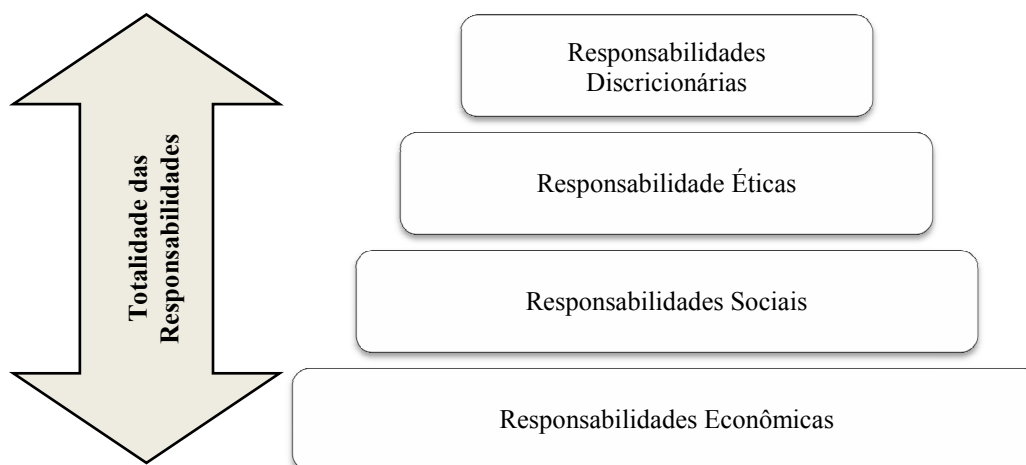 Totalidade das
Responsabilidades
Responsabilidades
Discricionárias
Responsabilidade Éticas
Responsabilidades Sociais
Responsabilidades Econômicas